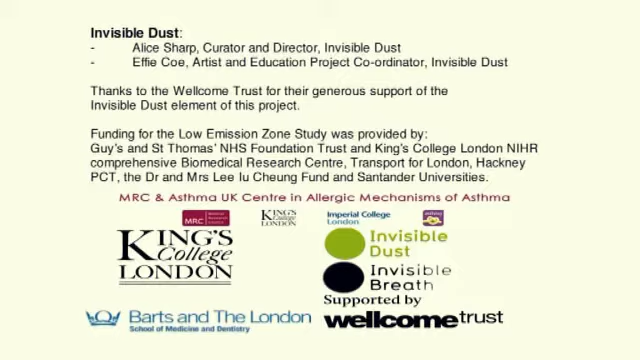 Invisible Dust:
- Alice Sharp, Curator and Director, Invisible Dust
- Effie Coe, Artist and Education Project Co-ordinator, Invisible Dust
Thanks to the Wellcome Trust for their generous support of the
Invisible Dust element of this project.
Funding for the Low Emission Zone Study was provided by:
Guy's and St Thomas' NHS Foundation Trust and King's College London NIHR
comprehensive Biomedical Research Centre, Transport for London, Hackney
PCT, the Dr and Mrs Lee Iu Cheung Fund and Santander Universities.
MRC & Asthma UK Centre in Allergic Mechanisms of Asthma
MRC
KING'S
College
LONDON
Imperial College
London
KING'S
College
LONDON
Invisible
Dust
Invisible
Breath
Supported by
wellcometrust
Barts and The London
School of Medicine and Dentistry